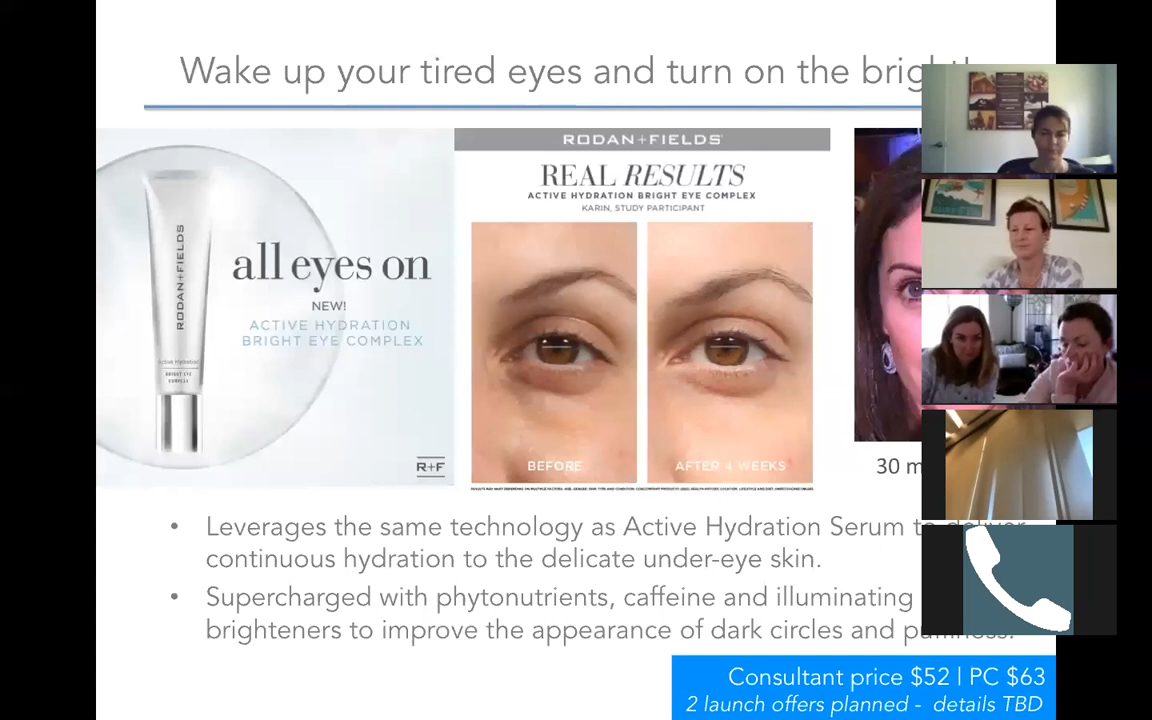 Wake up your tired eyes and turn on the bright!
RODAN+FIELDS
all eyes on
NEW!
ACTIVE HYDRATION
BRIGHT EYE COMPLEX
R+F
RODAN+FIELDS
REAL RESULTS
ACTIVE HYDRATION BRIGHT EYE COMPLEX
KARIN, STUDY PARTICIPANT
BEFORE
AFTER 4 WEEKS
30 m
• Leverages the same technology as Active Hydration Serum to deliver
continuous hydration to the delicate under-eye skin.
• Supercharged with phytonutrients, caffeine and illuminating
brighteners to improve the appearance of dark circles and puffiness.
Consultant price $52 | PC $63
2 launch offers planned - details TBD